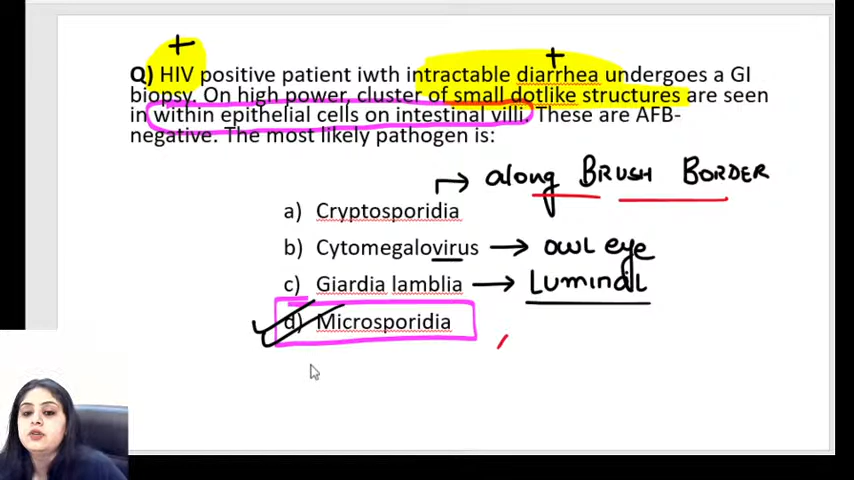 + +
Q) HIV positive patient iwth intractable diarrhea undergoes a GI
biopsy. On high power, cluster of small dotlike structures are seen
in within epithelial cells on intestinal villi. These are AFB-
negative. The most likely pathogen is:
→ along BRUSH BORDER
a) Cryptosporidia
b) Cytomegalovirus → OWL eye
c) Giardia lamblia → Luminal
d) Microsporidia